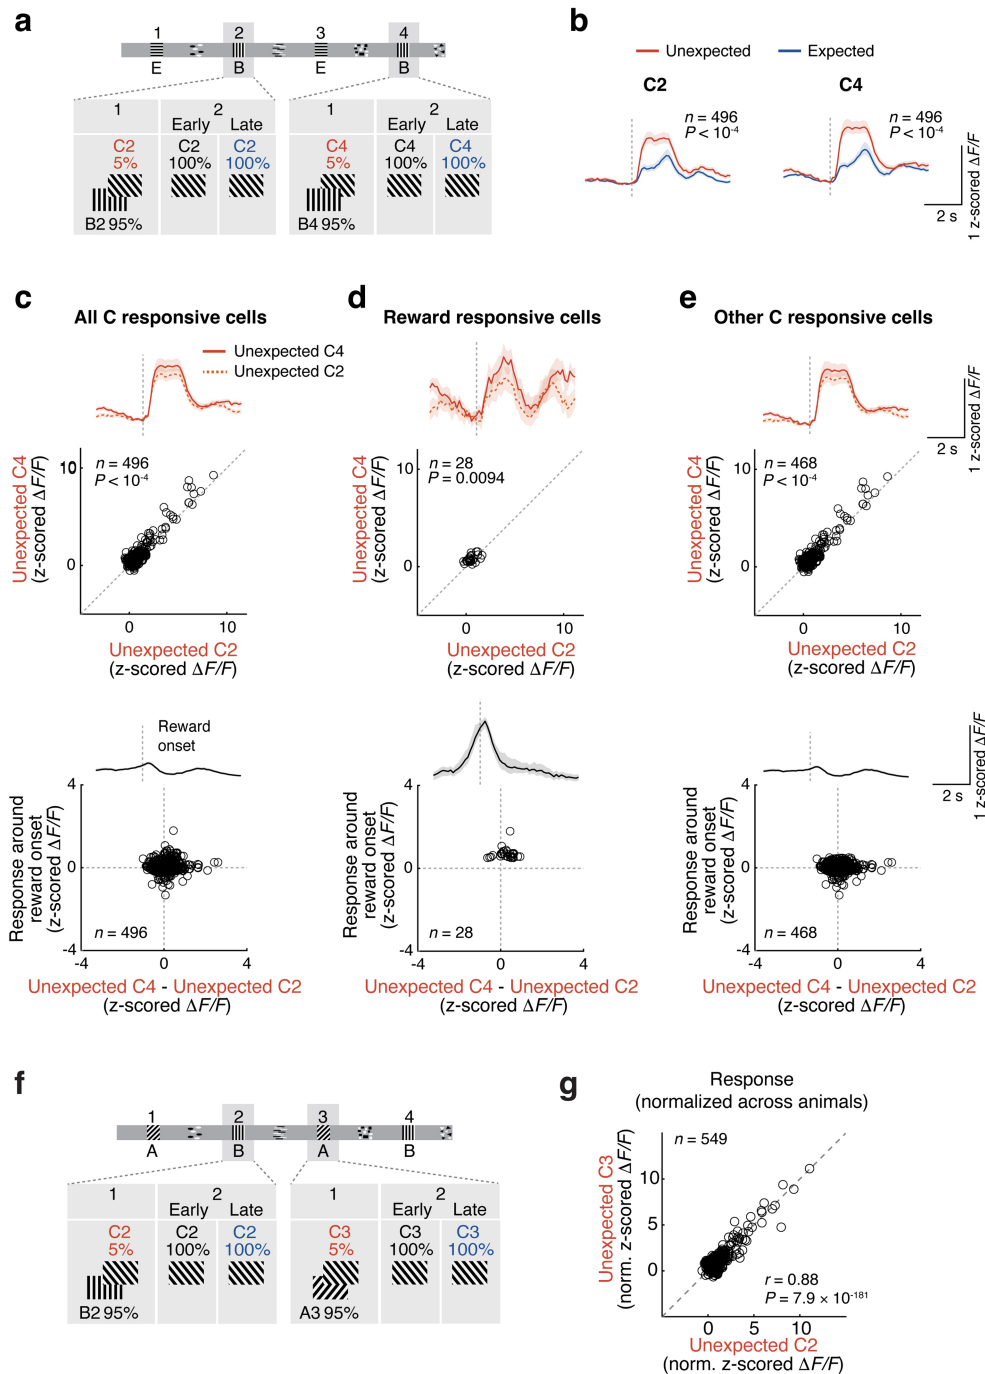 a
1 2 3 4
E B E B
1 2 1 2
Early Late Early Late
C2 C2 C2 C4 C4 C4
5% 100% 100% 5% 100% 100%
B2 95% B4 95%
b
Unexpected Expected
C2 C4
n = 496 n = 496
P < 10⁻⁴ P < 10⁻⁴
2 s
1 z-scored ΔF/F
c
All C responsive cells
Unexpected C4
Unexpected C2
Unexpected C4
(z-scored ΔF/F)
10
0
n = 496
P < 10⁻⁴
0 10
Unexpected C2
(z-scored ΔF/F)
Reward
onset
Response around
reward onset
(z-scored ΔF/F)
4
0
-4
n = 496
-4 0 4
Unexpected C4 - Unexpected C2
(z-scored ΔF/F)
d
Reward responsive cells
Unexpected C4
(z-scored ΔF/F)
10
0
n = 28
P = 0.0094
0 10
Unexpected C2
(z-scored ΔF/F)
Response around
reward onset
(z-scored ΔF/F)
4
0
-4
n = 28
0 4
Unexpected C4 - Unexpected C2
(z-scored ΔF/F)
e
Other C responsive cells
2 s
1 z-scored ΔF/F
Unexpected C4
(z-scored ΔF/F)
10
0
n = 468
P < 10⁻⁴
0 10
Unexpected C2
(z-scored ΔF/F)
2 s
1 z-scored ΔF/F
Response around
reward onset
(z-scored ΔF/F)
4
0
-4
n = 468
0 4
Unexpected C4 - Unexpected C2
(z-scored ΔF/F)
f
1 2 3 4
A B A B
1 2 1 2
Early Late Early Late
C2 C2 C2 C3 C3 C3
5% 100% 100% 5% 100% 100%
B2 95% A3 95%
g
Response
(normalized across animals)
Unexpected C3
(norm. z-scored ΔF/F)
10
5
0
n = 549
r = 0.88
P = 7.9 × 10⁻¹⁸¹
0 5 10
Unexpected C2
(norm. z-scored ΔF/F)